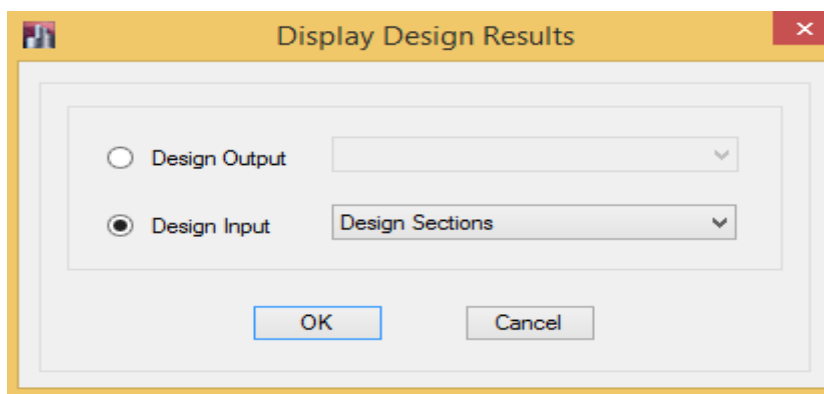 Display Design Results
Design Output
Design Input Design Sections
OK Cancel